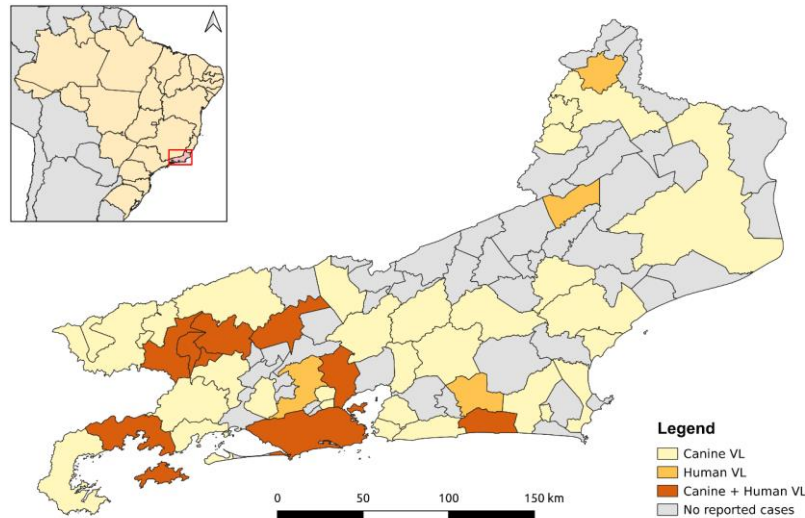 Legend
Canine VL
Human VL
Canine + Human VL
No reported cases
0 50 100 150 km